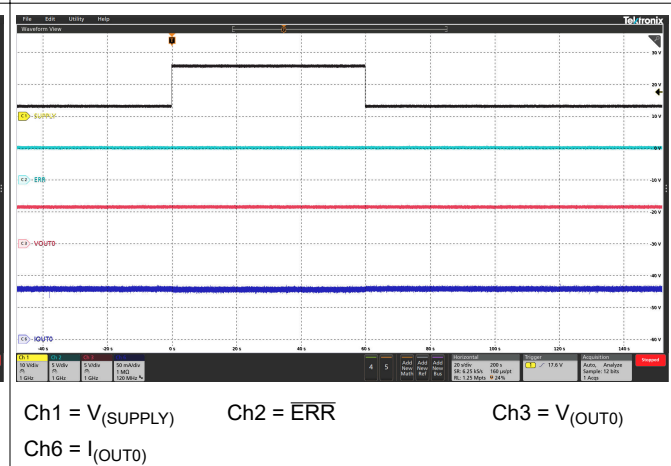 File Edit Utility Help
Tektronix
Waveform View
T
30 V
20 V
C1 SUPPLY
10 V
0 V
C2 ERR
-10 V
-20 V
C3 VOUT0
-30 V
-40 V
-50 V
C6 IOUT0
-60 V
-40 s -20 s 0 s 20 s 40 s 60 s 80 s 100 s 120 s 140 s
Ch 1 Ch 2 Ch 3
10 V/div 5 V/div 5 V/div 50 mA/div
1 MΩ
1 GHz 1 GHz 1 GHz 120 MHz
4 5
Add New Math Add New Ref Add New Bus
Horizontal
20 s/div 200 s
SR: 6.25 kS/s 160 µs/pt
RL: 1.25 Mpts 24%
Trigger
1 17.6 V
Acquisition
Auto, Analyze
Sample: 12 bits
1 Acqs
Stopped
Ch1 = V(SUPPLY) Ch2 = ERR Ch3 = V(OUT0)
Ch6 = I(OUT0)